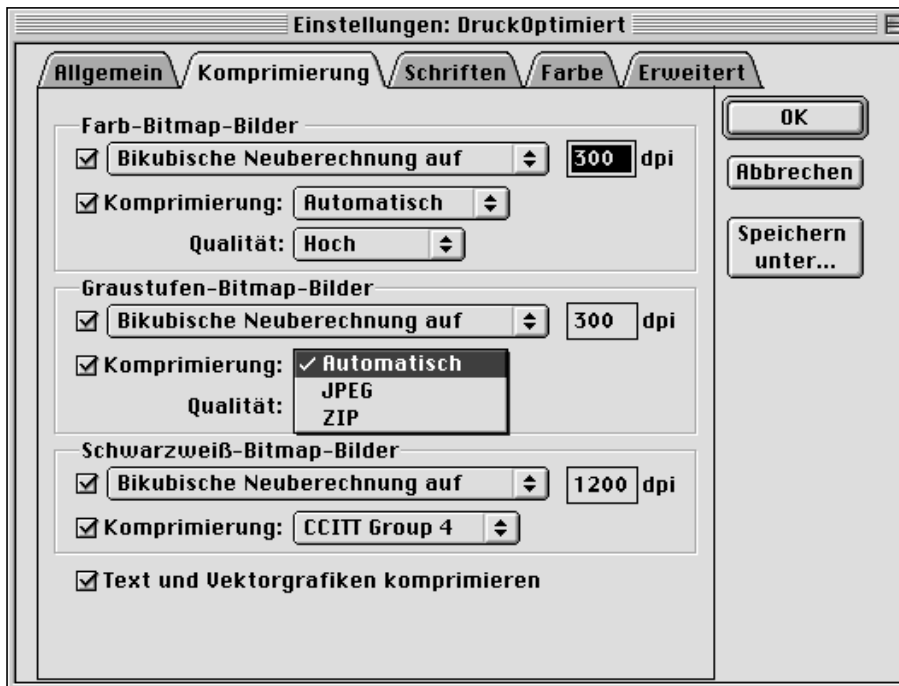 Einstellungen: DruckOptimiert
Allgemein Komprimierung Schriften Farbe Erweitert
Farb-Bitmap-Bilder
Bikubische Neuberechnung auf 300 dpi
Komprimierung: Automatisch
Qualität: Hoch
Graustufen-Bitmap-Bilder
Bikubische Neuberechnung auf 300 dpi
Komprimierung: Automatisch
JPEG
Qualität:
ZIP
Schwarzweiß-Bitmap-Bilder
Bikubische Neuberechnung auf 1200 dpi
Komprimierung: CCITT Group 4
Text und Vektorgrafiken komprimieren
OK
Abbrechen
Speichern
unter...